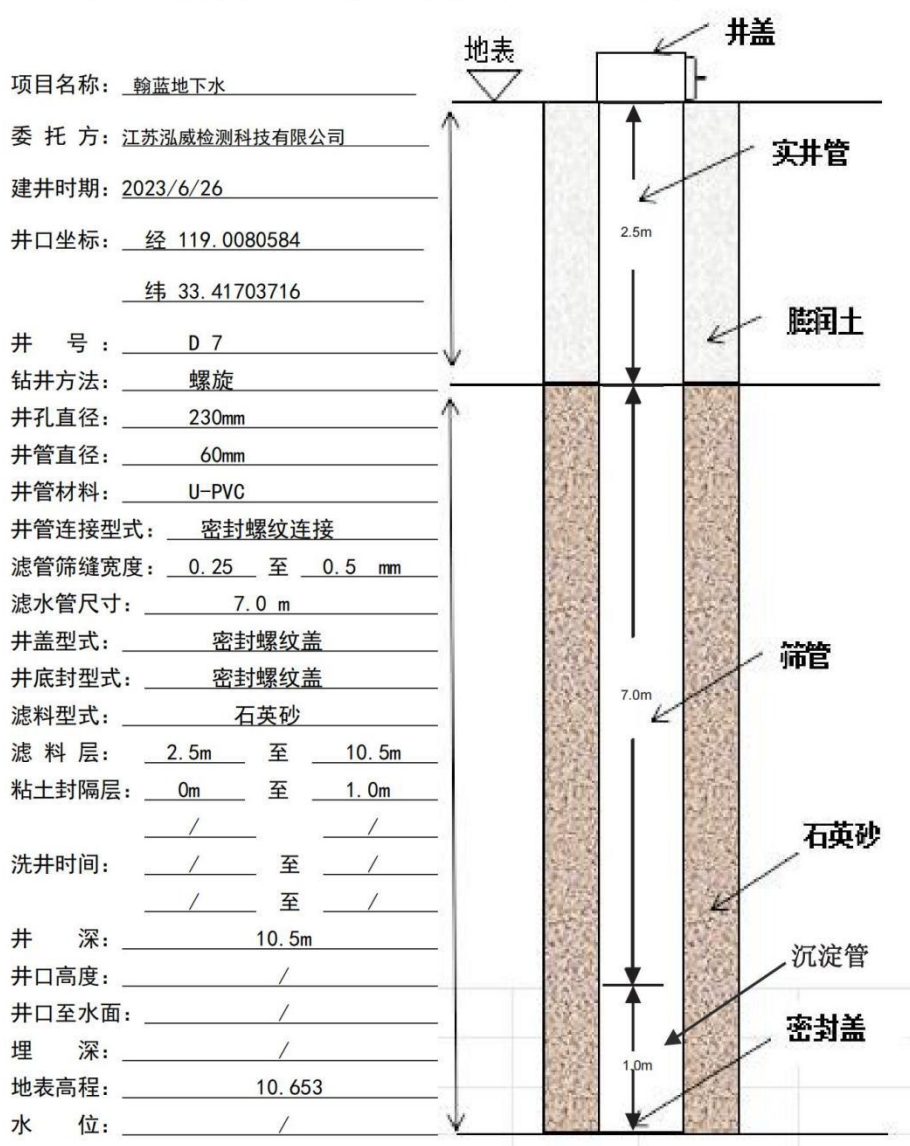 项目名称： 翰蓝地下水
委 托 方：江苏泓威检测科技有限公司
建井时期：2023/6/26
井口坐标： 经 119.0080584
纬 33.41703716
井 号 ： D 7
钻井方法： 螺旋
井孔直径： 230mm
井管直径： 60mm
井管材料： U-PVC
井管连接型式： 密封螺纹连接
滤管筛缝宽度： 0.25 至 0.5 mm
滤水管尺寸： 7.0 m
井盖型式： 密封螺纹盖
井底封型式： 密封螺纹盖
滤料型式： 石英砂
滤 料 层： 2.5m 至 10.5m
粘土封隔层： 0m 至 1.0m
/ /
洗井时间： / 至 /
/ 至 /
井 深： 10.5m
井口高度： /
井口至水面： /
埋 深： /
地表高程： 10.653
水 位： /
地表
井盖
实井管
2.5m
膨润土
筛管
7.0m
石英砂
沉淀管
密封盖
1.0m